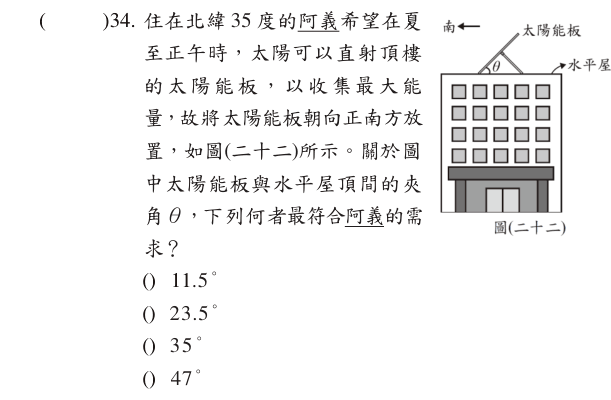 (　　)34. 住在北緯 35 度的阿義希望在夏
至正午時，太陽可以直射頂樓
的太陽能板，以收集最大能
量，故將太陽能板朝向正南方放
置，如圖(二十二)所示。關於圖
中太陽能板與水平屋頂間的夾
角 θ，下列何者最符合阿義的需
求？
() 11.5°
() 23.5°
() 35°
() 47°
南←
太陽能板
θ
水平屋
圖(二十二)